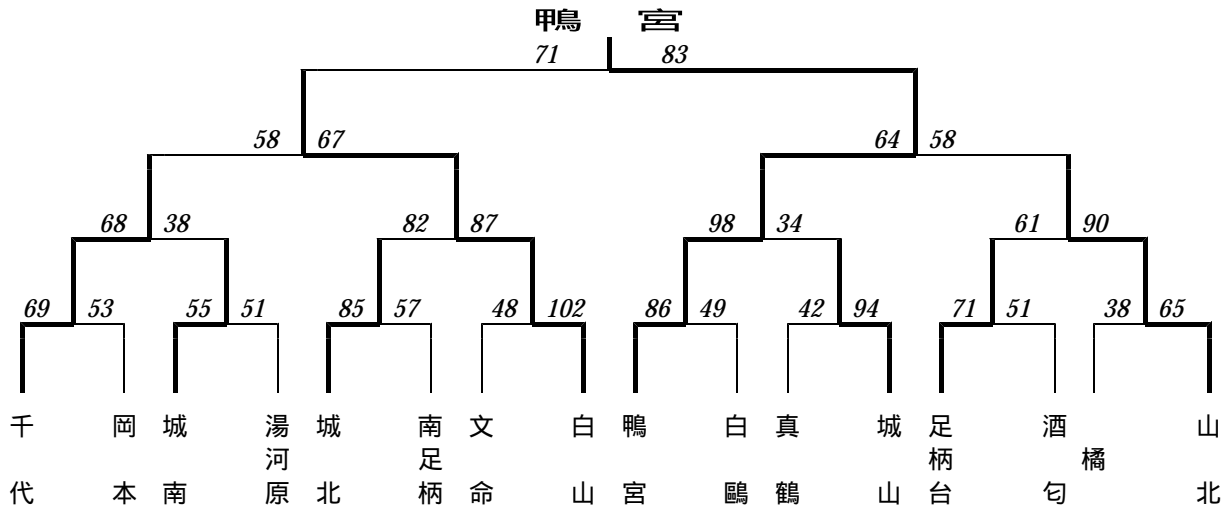 鴨宮
71 83
58 67 64 58
68 38 82 87 98 34 61 90
69 53 55 51 85 57 48 102 86 49 42 94 71 51 38 65
千代
岡本
城南
湯河原
城北
南足柄
文命
白山
鴨宮
白鷗
真鶴
城山
足柄台
酒匂
橘
山北